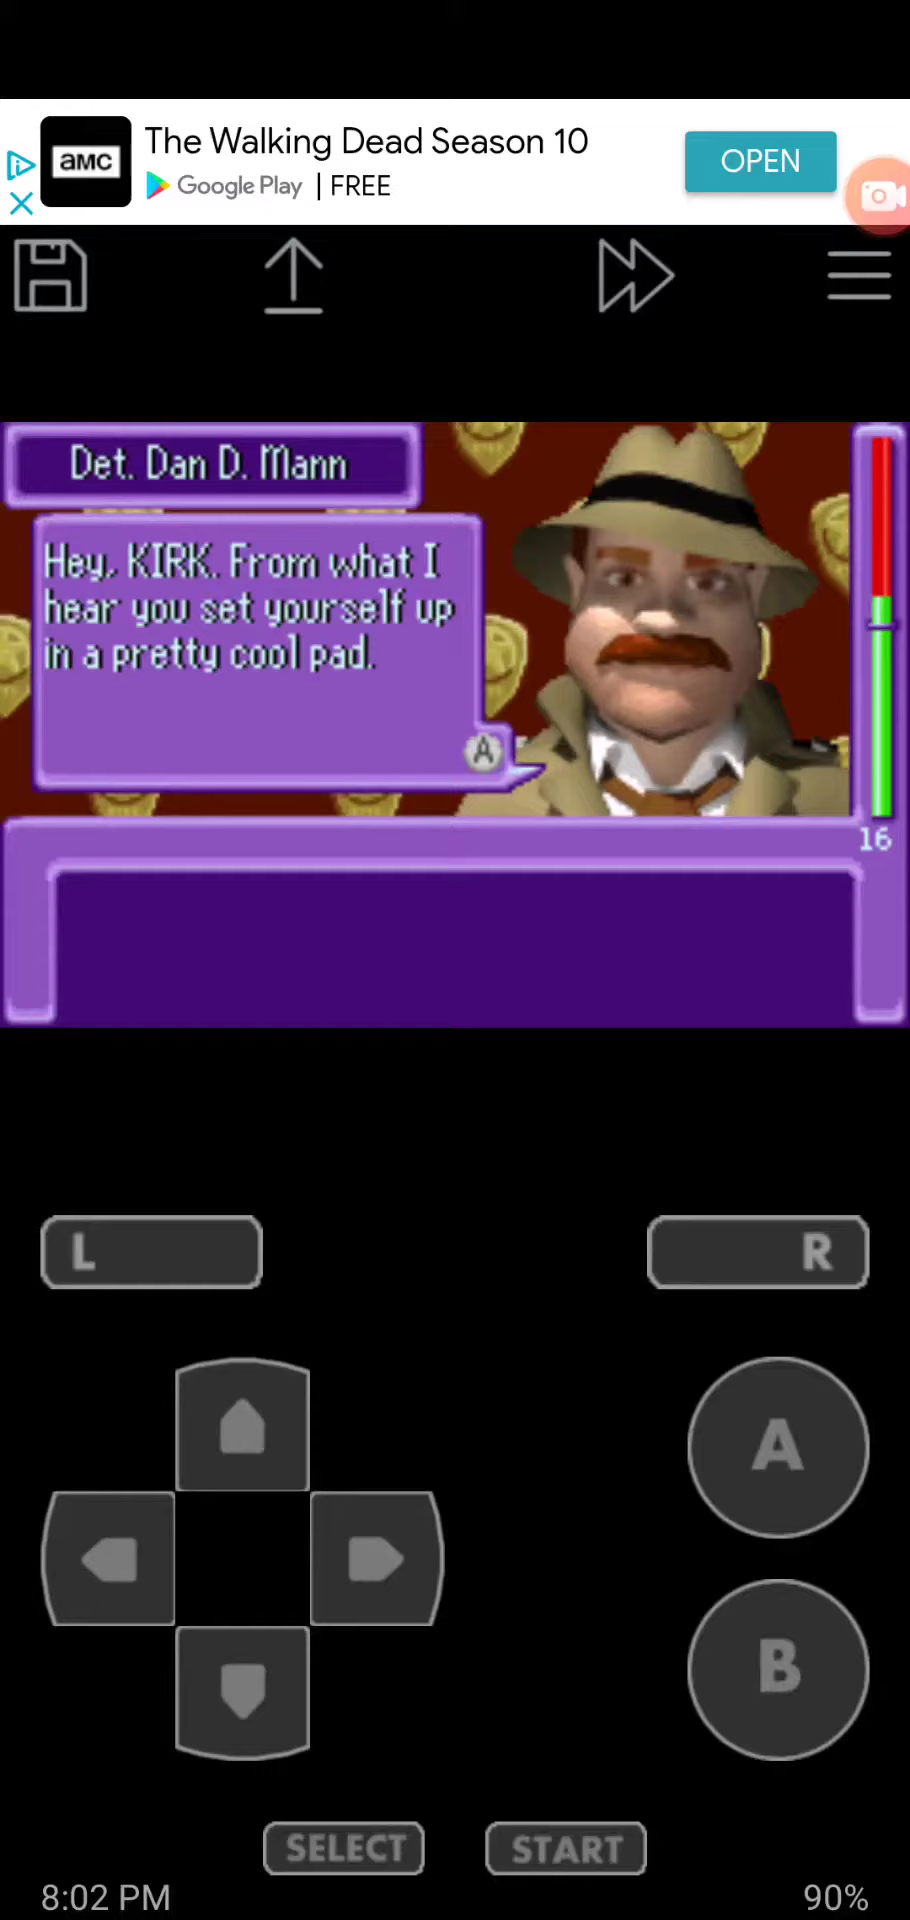 aMC
The Walking Dead Season 10
Google Play | FREE
OPEN
Det. Dan D. Mann
Hey, KIRK. From what I
hear you set yourself up
in a pretty cool pad.
A
16
L
R
A
B
SELECT
START
8:02 PM
90%